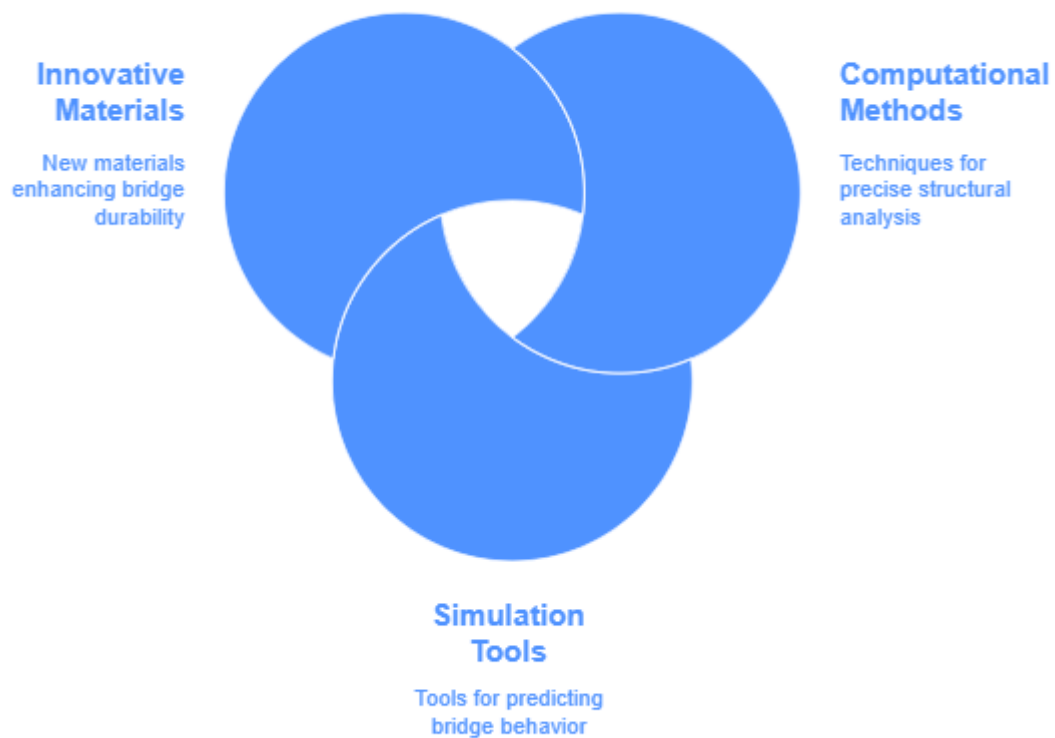 Innovative
Materials
New materials
enhancing bridge
durability
Computational
Methods
Techniques for
precise structural
analysis
Simulation
Tools
Tools for predicting
bridge behavior